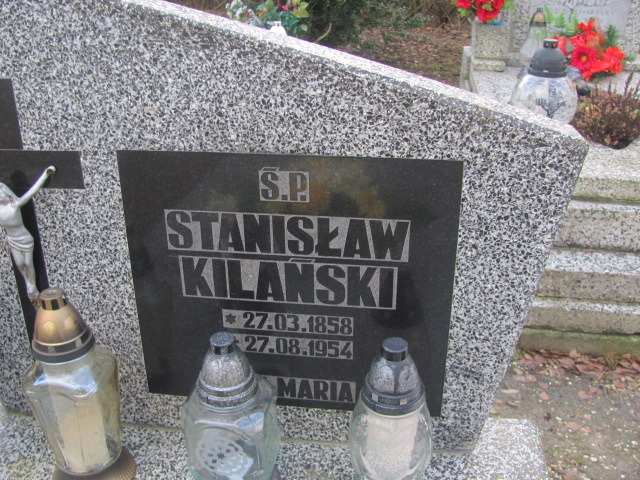 Ś.P.
STANISŁAW
KILAŃSKI
* 27.03.1858
27.08.1954
MARIA